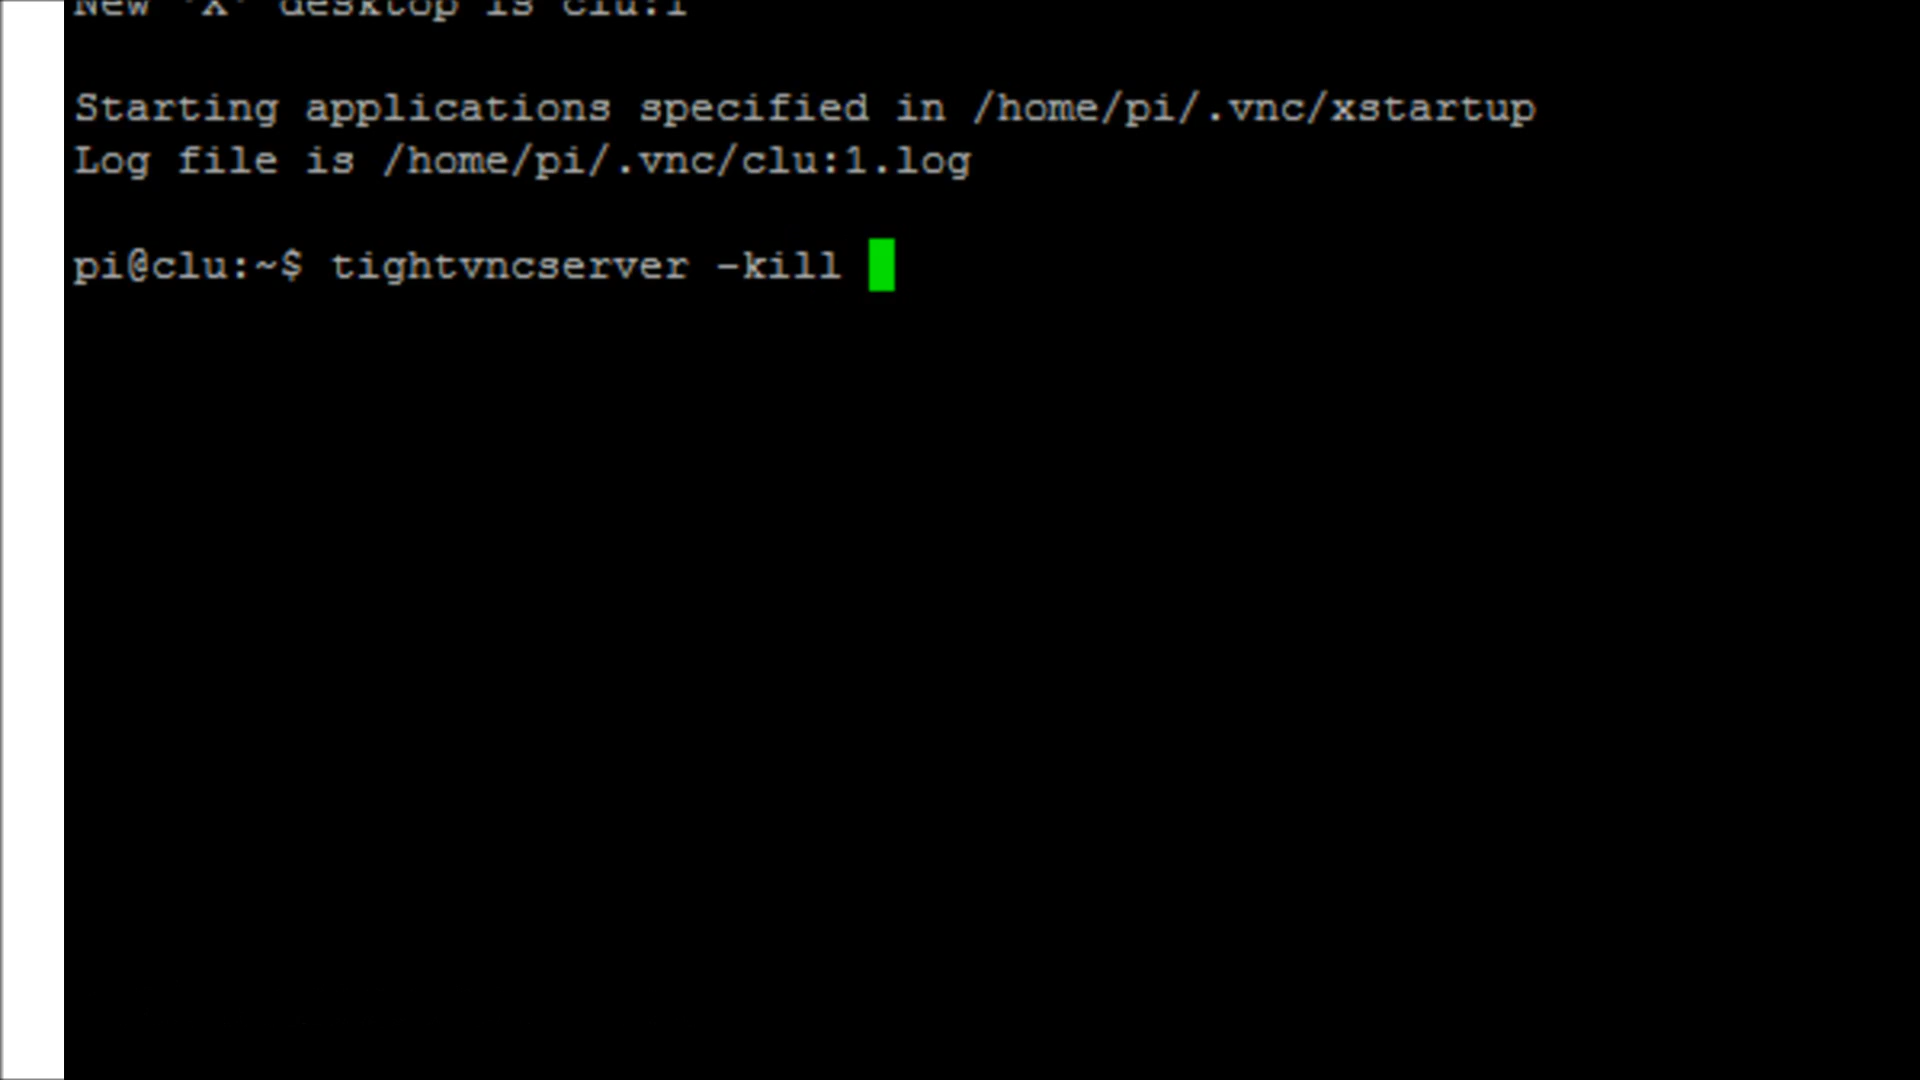 New 'X' desktop is clu:1
Starting applications specified in /home/pi/.vnc/xstartup
Log file is /home/pi/.vnc/clu:1.log
pi@clu:~$ tightvncserver -kill